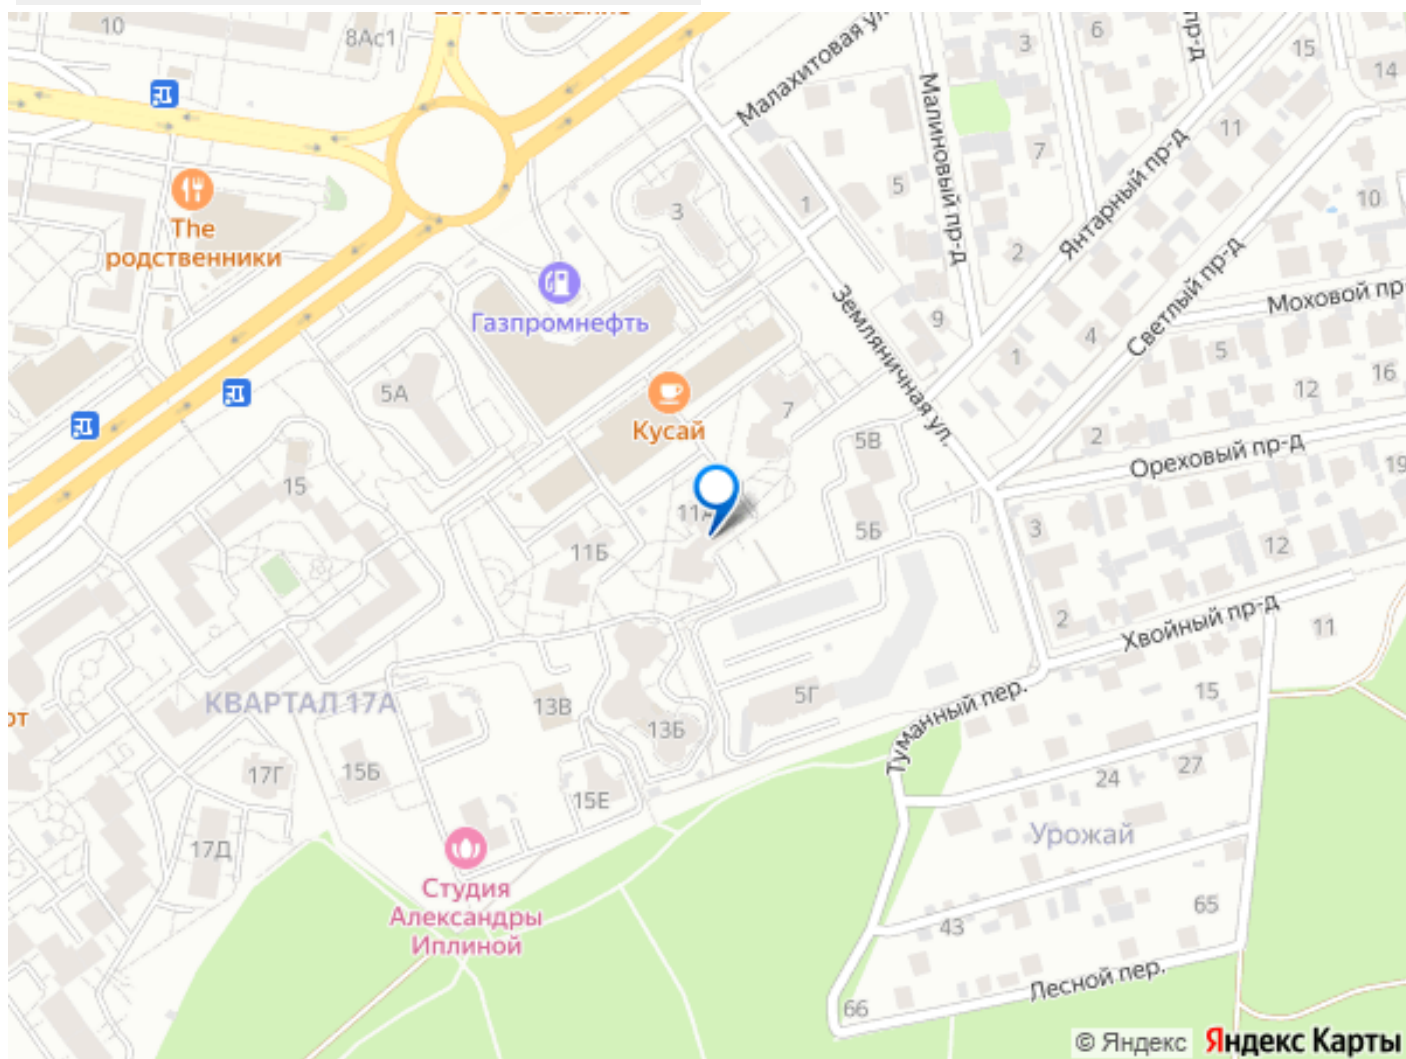 10
8Ас1
Малахитовая ул.
3
6
пр-д
15
14
Малиновый пр-д
11
7
5
1
3
The
родственники
2
Янтарный пр-д
10
Светлый пр-д
Моховой пр-
Газпромнефть
Земляничная ул.
9
1
4
5
12
16
5А
Кусай
7
5В
2
Ореховый пр-д
19
15
11А
11Б
5Б
3
12
2
Хвойный пр-д
11
КВАРТАЛ 17А
13В
13Б
5Г
Туманный пер.
15
от
17Г
15Б
15Е
24
27
17Д
Урожай
Студия
Александры
Иплиной
43
65
Лесной пер.
66
© Яндекс Яндекс Карты